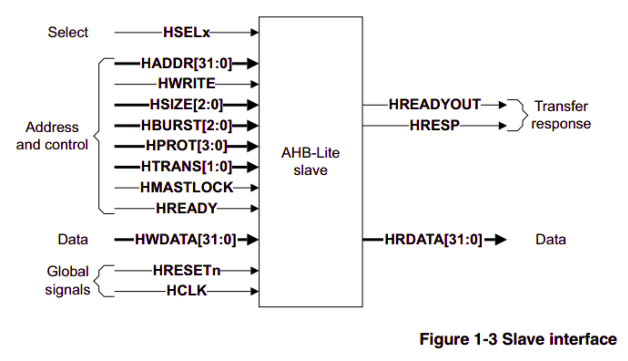 Select
HSELx
HADDR[31:0]
HWRITE
HSIZE[2:0]
HBURST[2:0]
HPROT[3:0]
HTRANS[1:0]
HMASTLOCK
HREADY
Address
and control
Data
HWDATA[31:0]
Global
signals
HRESETn
HCLK
AHB-Lite
slave
HREADYOUT
HRESP
Transfer
response
HRDATA[31:0]
Data
Figure 1-3 Slave interface